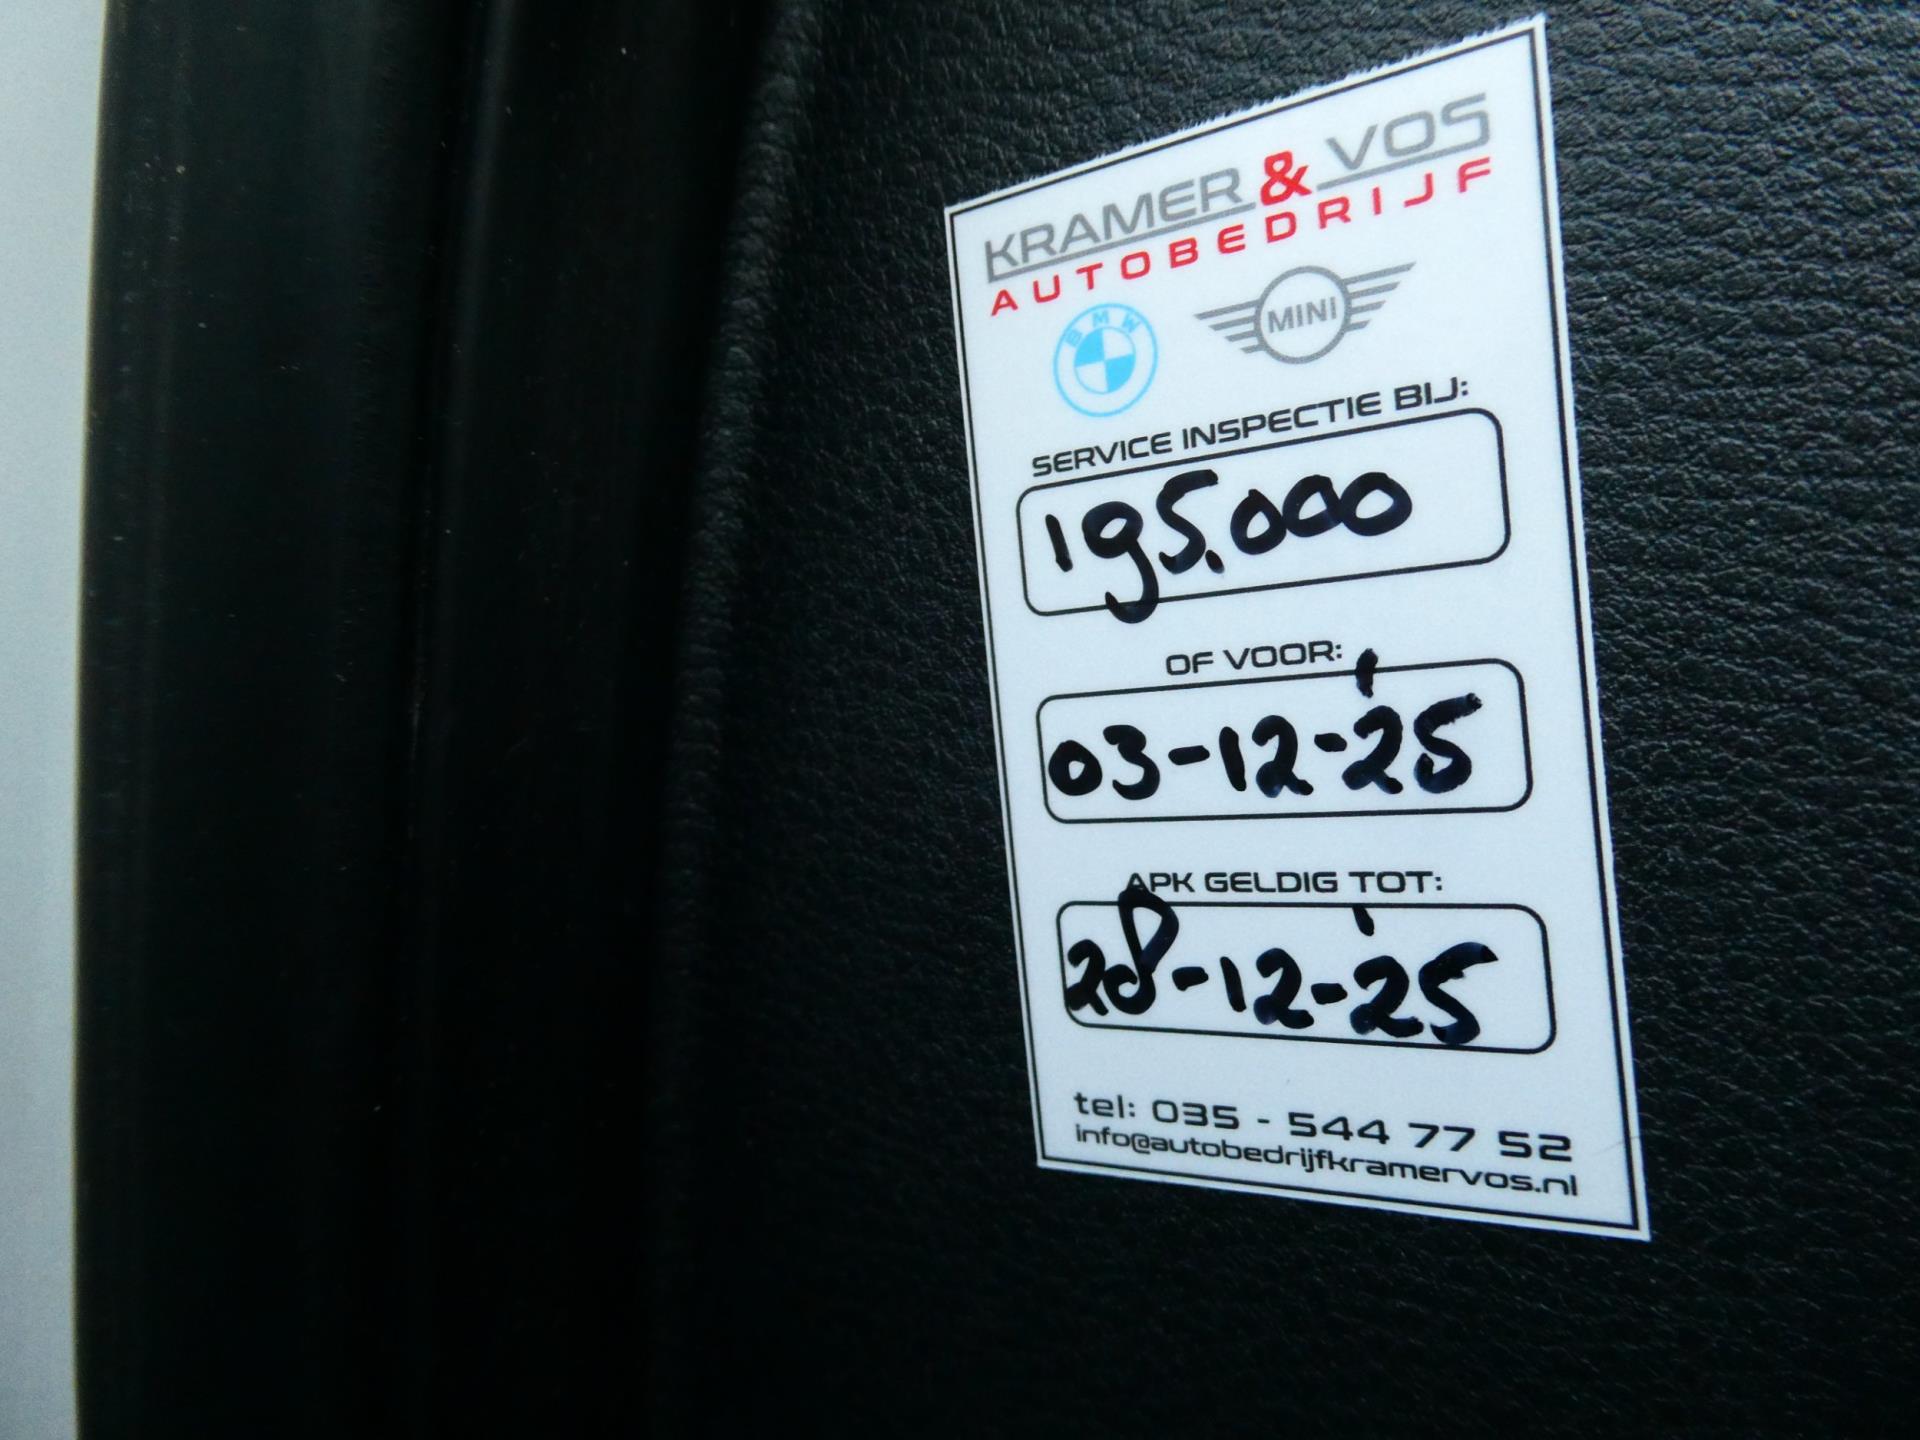 KRAMER & VOS
AUTOBEDRIJF
BMW
MINI
SERVICE INSPECTIE BIJ:
195.000
OF VOOR:
03-12-'25
APK GELDIG TOT:
28-12-'25
tel: 035 - 544 77 52
info@autobedrijfkramervos.nl